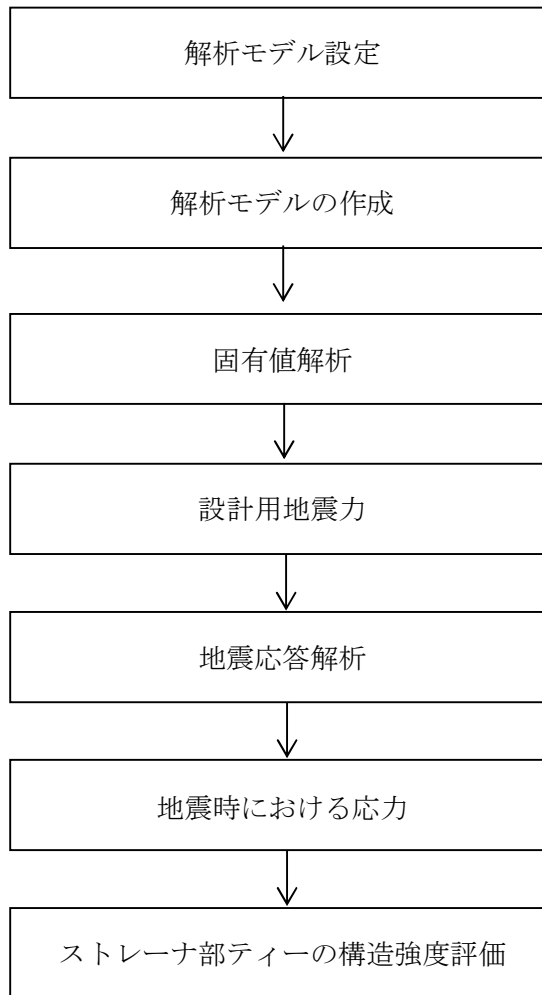 解析モデル設定
解析モデルの作成
固有値解析
設計用地震力
地震応答解析
地震時における応力
ストレーナ部ティーの構造強度評価